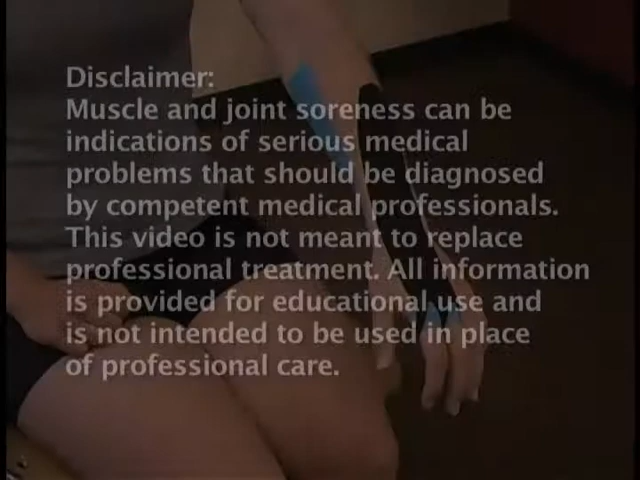 Disclaimer:
Muscle and joint soreness can be
indications of serious medical
problems that should be diagnosed
by competent medical professionals.
This video is not meant to replace
professional treatment. All information
is provided for educational use and
is not intended to be used in place
of professional care.